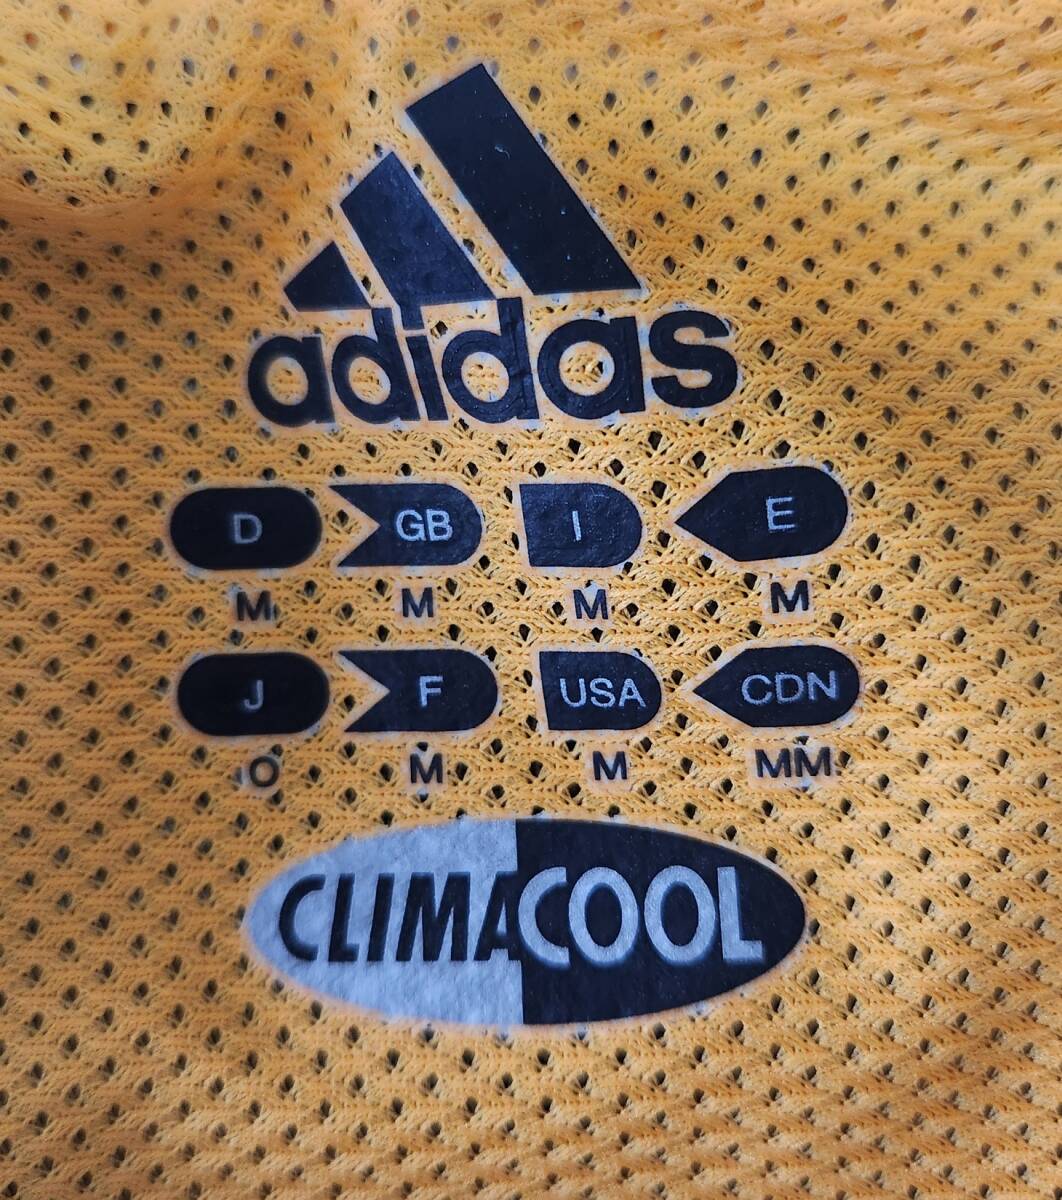 adidas
D GB I E
M M M M
J F USA CDN
O M M MM
CLIMACOOL